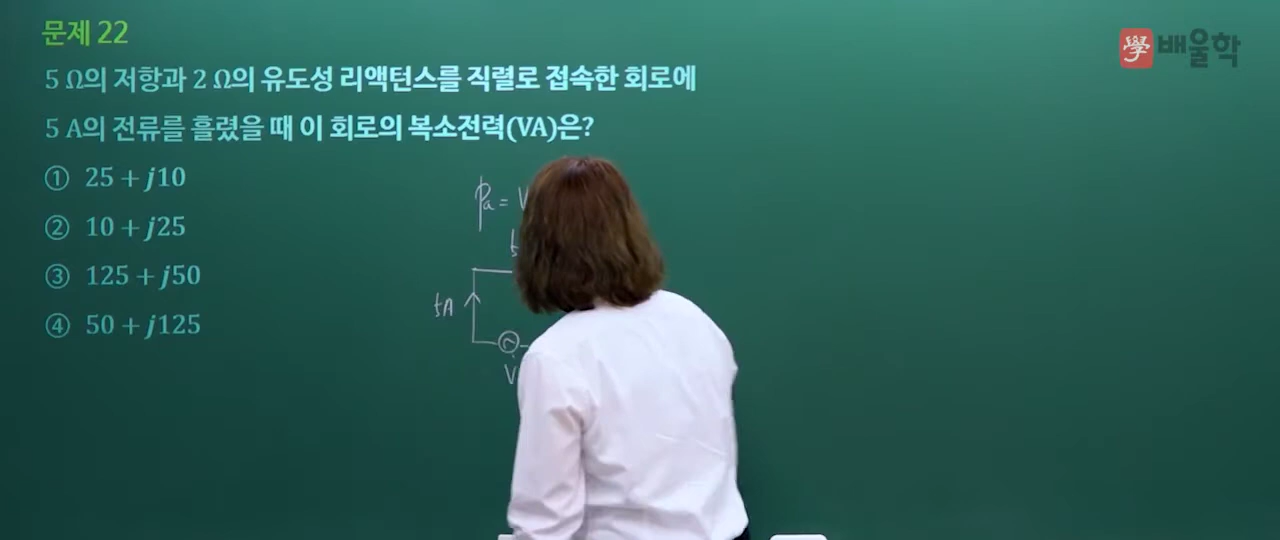 문제 22
學 배울학
5 Ω의 저항과 2 Ω의 유도성 리액턴스를 직렬로 접속한 회로에
5 A의 전류를 흘렸을 때 이 회로의 복소전력(VA)은?
① 25 + j10
② 10 + j25
③ 125 + j50
④ 50 + j125
Pa = V
5A
V